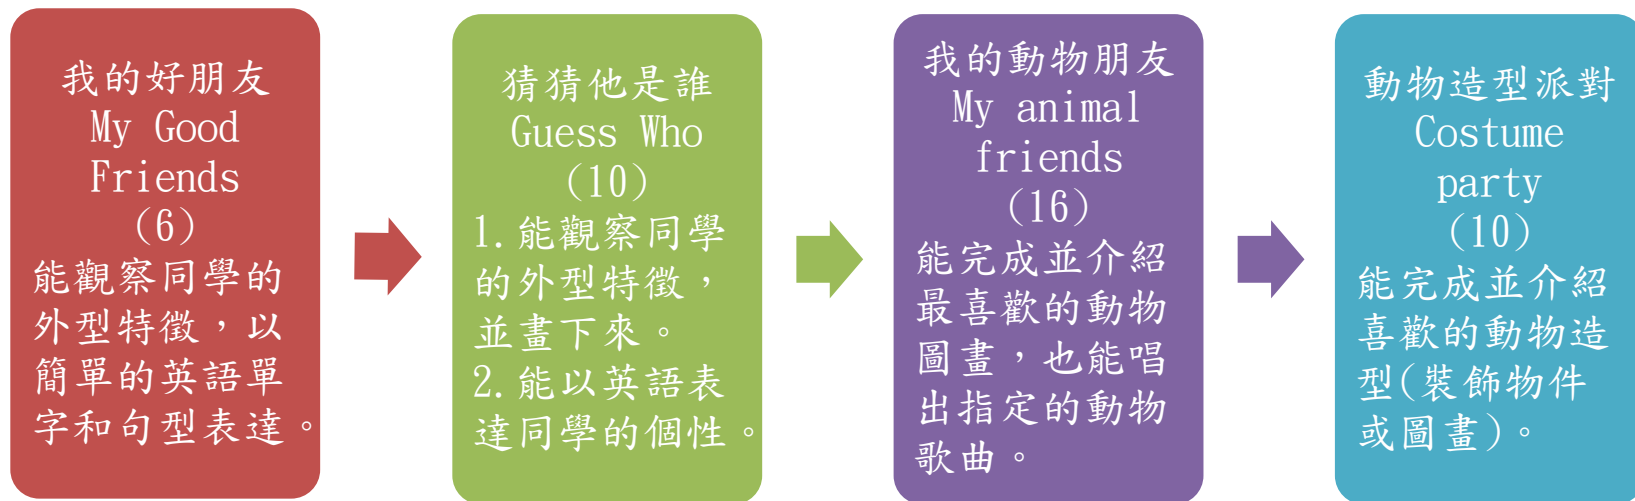 我的好朋友
My Good
Friends
(6)
能觀察同學的
外型特徵，以
簡單的英語單
字和句型表達。
猜猜他是誰
Guess Who
(10)
1.能觀察同學
的外型特徵，
並畫下來。
2.能以英語表
達同學的個性。
我的動物朋友
My animal
friends
(16)
能完成並介紹
最喜歡的動物
圖畫，也能唱
出指定的動物
歌曲。
動物造型派對
Costume
party
(10)
能完成並介紹
喜歡的動物造
型(裝飾物件
或圖畫)。